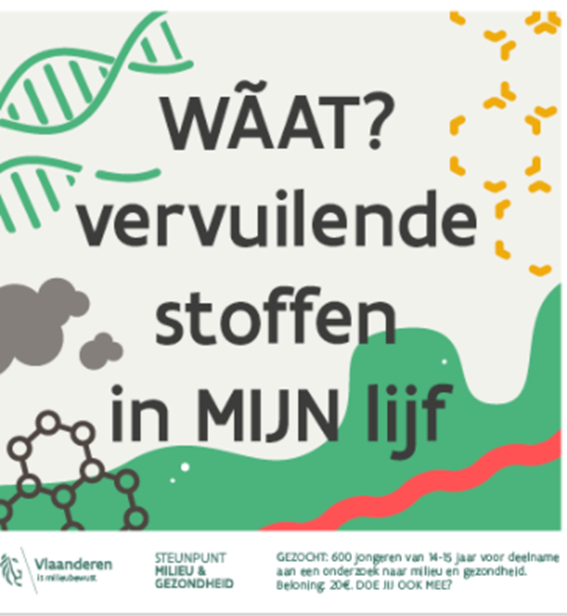 WÃAT?
vervuilende
stoffen
in MIJN lijf
Vlaanderen
is milieubewust
STEUNPUNT
MILIEU &
GEZONDHEID
GEZOCHT: 600 jongeren van 14-15 jaar voor deelname
aan een onderzoek naar milieu en gezondheid.
Beloning: 20€. DOE JIJ OOK MEE?